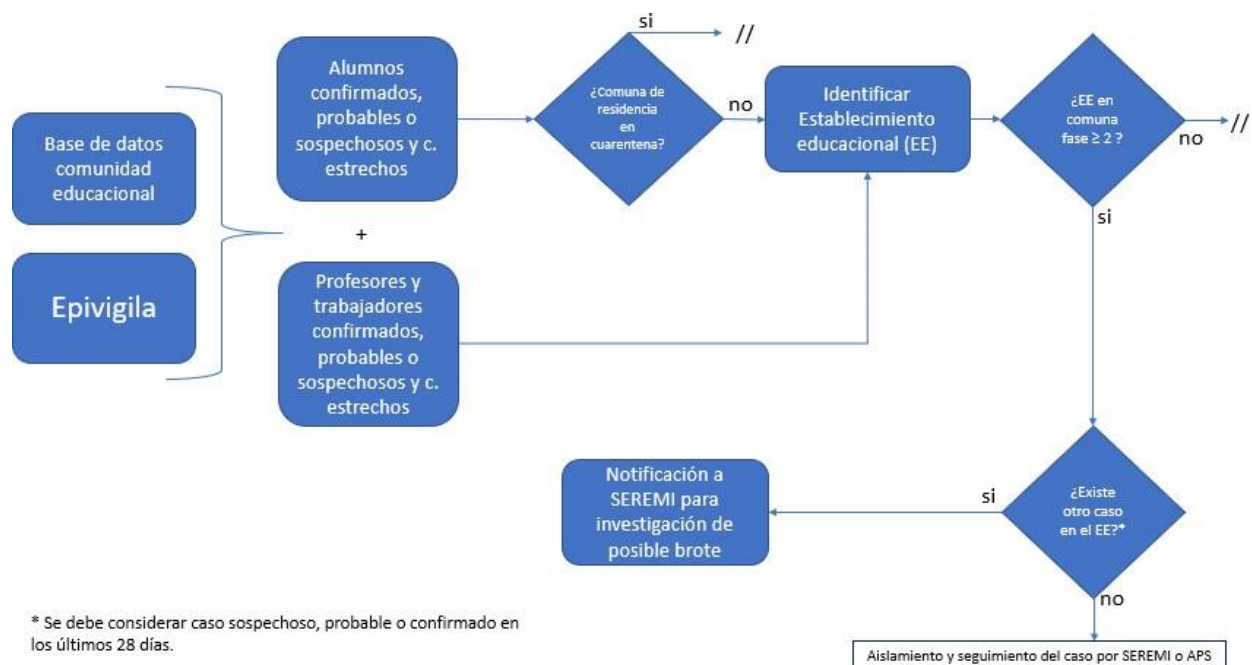 Base de datos
comunidad
educacional
Epivigila
Alumnos
confirmados,
probables o
sospechosos y c.
estrechos
+
Profesores y
trabajadores
confirmados,
probables o
sospechosos y c.
estrechos
si
//
¿Comuna de
residencia
en
cuarentena?
no
Identificar
Establecimiento
educacional (EE)
¿EE en
comuna
fase ≥ 2 ?
no
//
si
¿Existe
otro caso
en el EE?*
si
Notificación a
SEREMI para
investigación de
posible brote
no
Aislamiento y seguimiento del caso por SEREMI o APS
* Se debe considerar caso sospechoso, probable o confirmado en
los últimos 28 días.